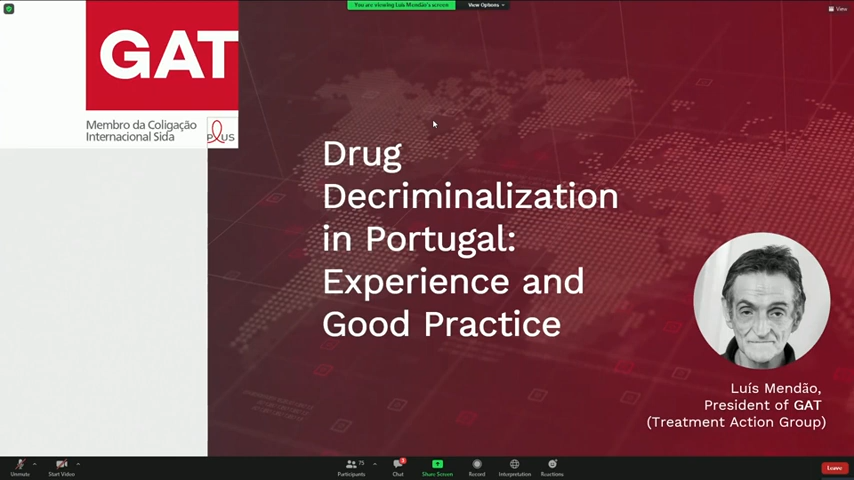 You are viewing Luís Mendão's screen
View Options
View
GAT
Membro da Coligação
Internacional Sida
PLUS
Drug
Decriminalization
in Portugal:
Experience and
Good Practice
Luís Mendão,
President of GAT
(Treatment Action Group)
Unmute
Start Video
Participants
75
Chat
Share Screen
Record
Interpretation
Reactions
Leave